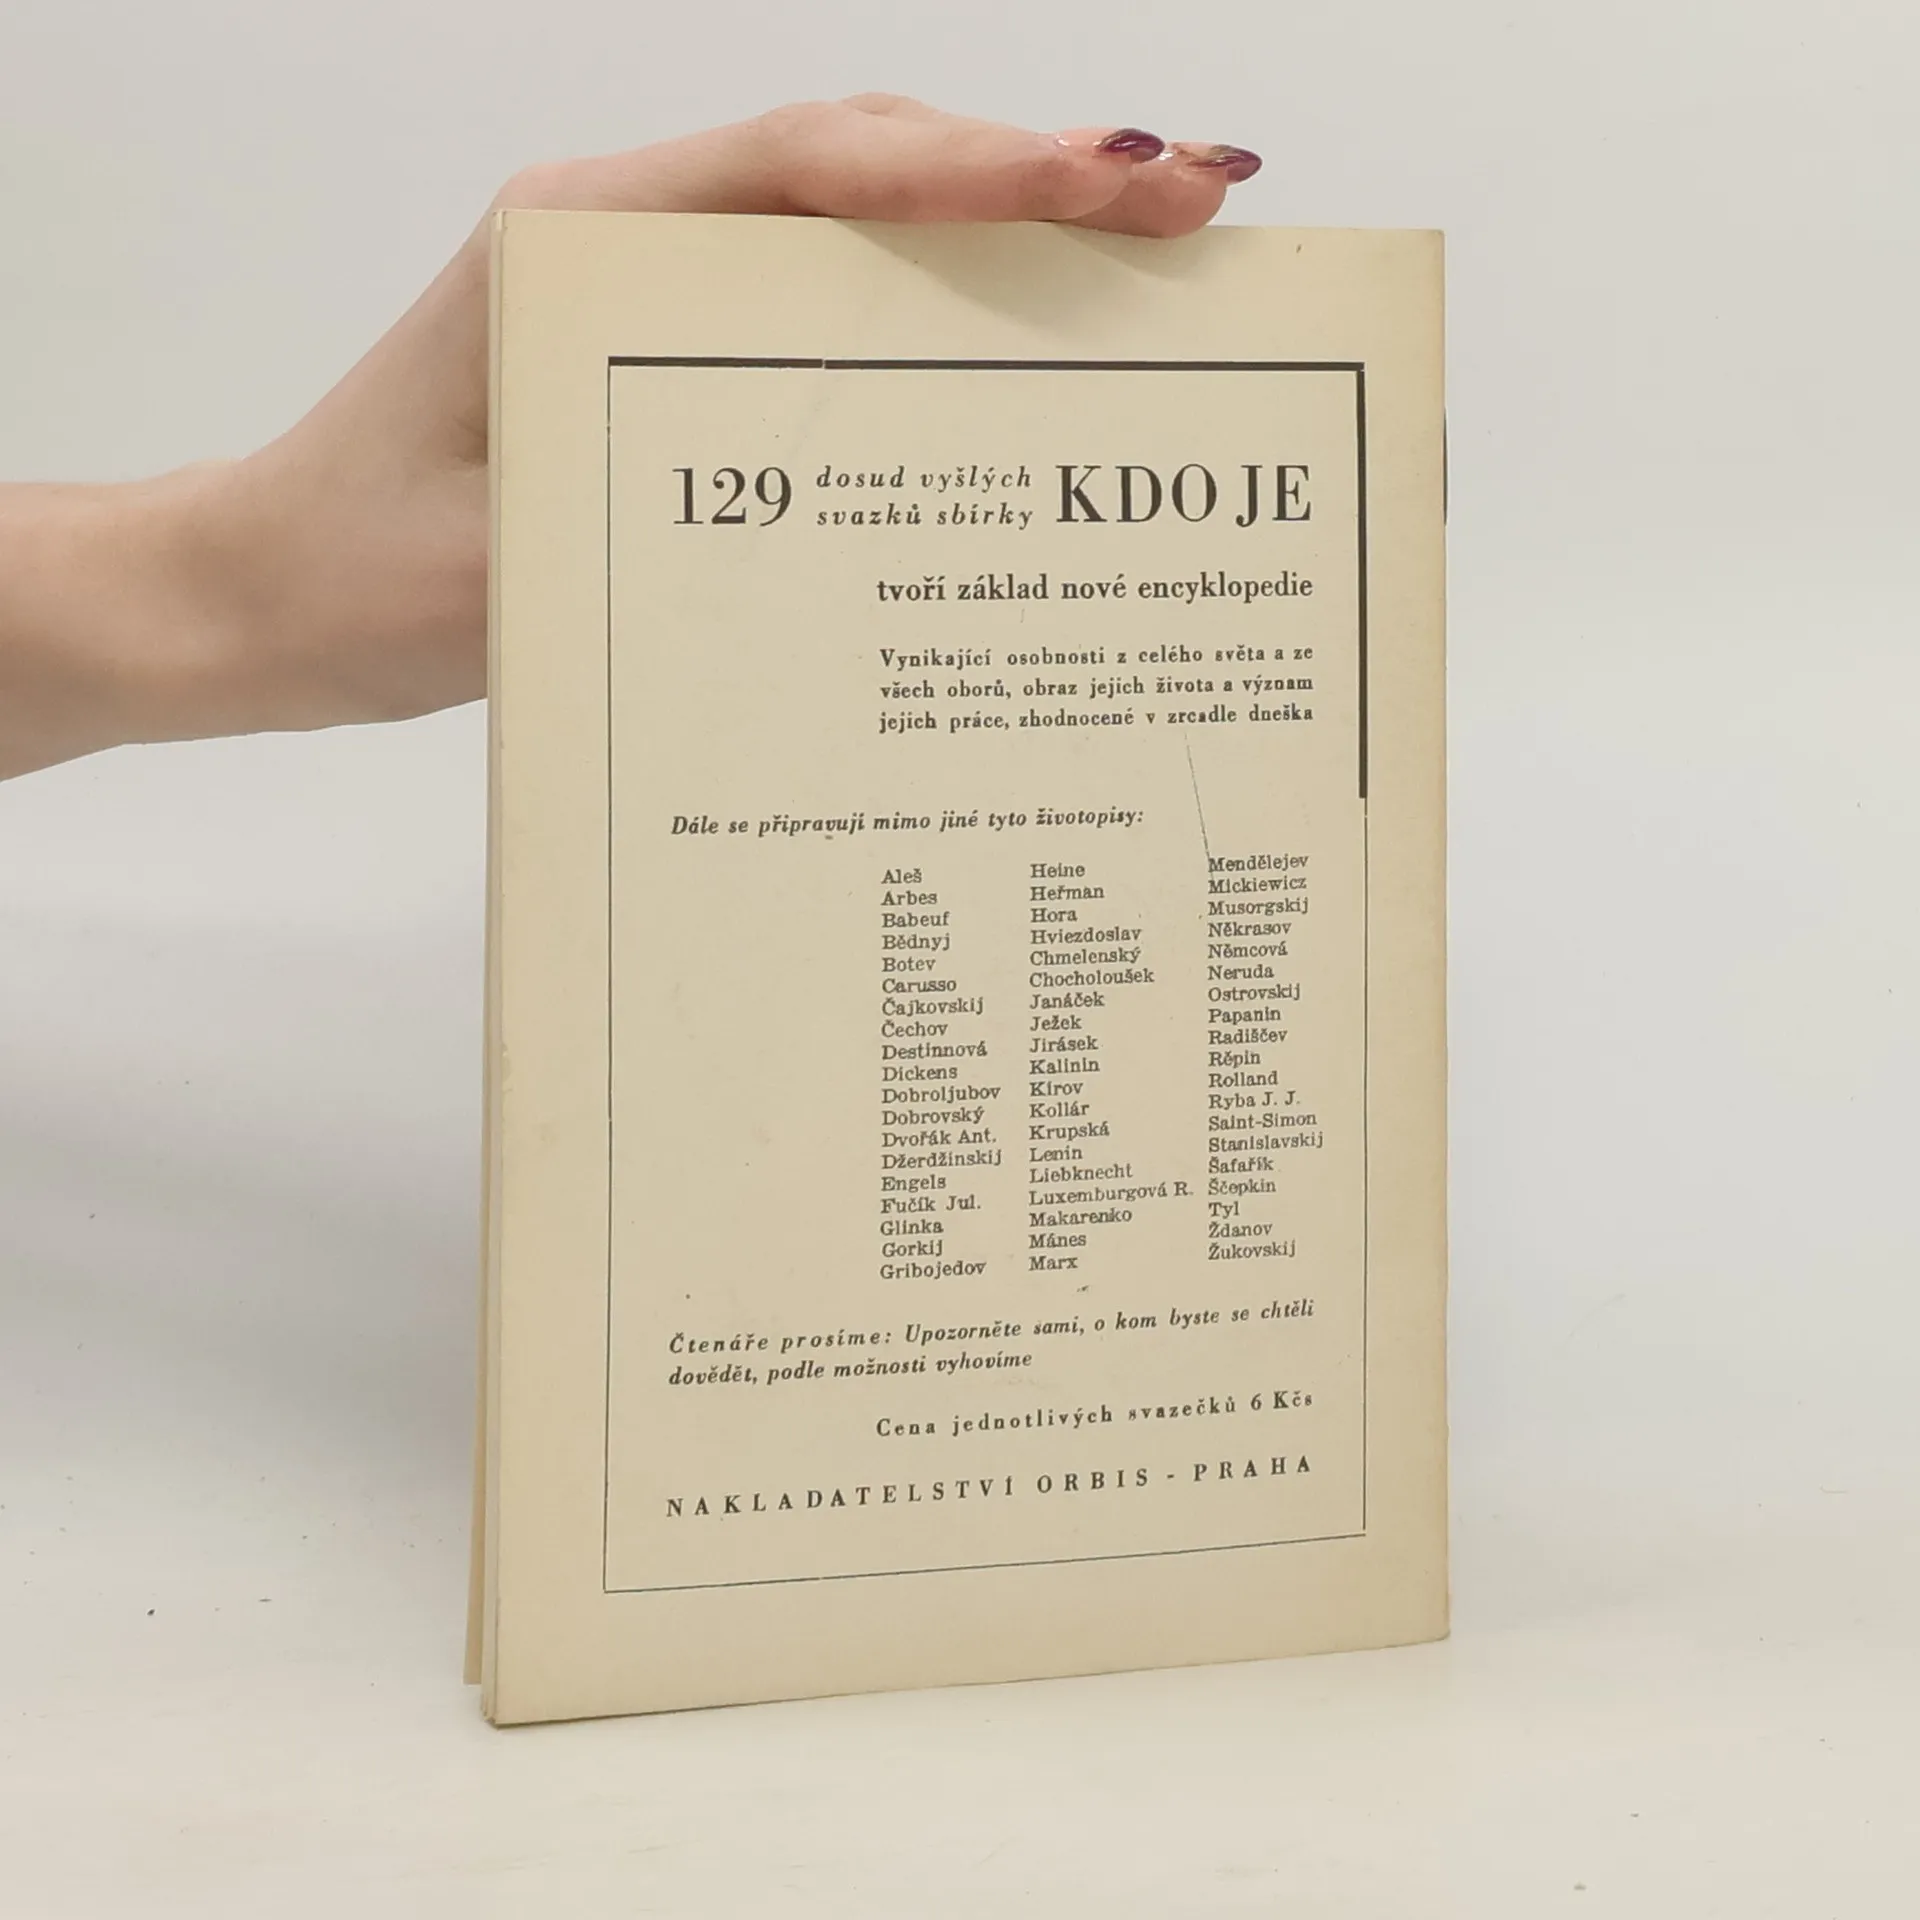 129 dosud vyšlých svazků sbírky KDO JE
tvoří základ nové encyklopedie
Vynikající osobnosti z celého světa a ze
všech oborů, obraz jejich života a význam
jejich práce, zhodnocené v zrcadle dneška
Dále se připravují mimo jiné tyto životopisy:
Aleš
Arbes
Babeuf
Bědnyj
Botev
Carusso
Čajkovskij
Čechov
Destinnová
Dickens
Dobroljubov
Dobrovský
Dvořák Ant.
Džerdžinskij
Engels
Fučík Jul.
Glinka
Gorkij
Gribojedov
Heine
Heřman
Hora
Hviezdoslav
Chmelenský
Chocholoušek
Janáček
Ježek
Jirásek
Kalinin
Kirov
Kollár
Krupská
Lenin
Liebknecht
Luxemburgová R.
Makarenko
Mánes
Marx
Mendělejev
Mickiewicz
Musorgskij
Někrasov
Němcová
Neruda
Ostrovskij
Papanin
Radiščev
Rěpin
Rolland
Ryba J. J.
Saint-Simon
Stanislavskij
Šafařík
Ščepkin
Tyl
Ždanov
Žukovskij
Čtenáře prosíme: Upozorněte sami, o kom byste se chtěli
dovědět, podle možnosti vyhovíme
Cena jednotlivých svazečků 6 Kčs
NAKLADATELSTVÍ ORBIS - PRAHA